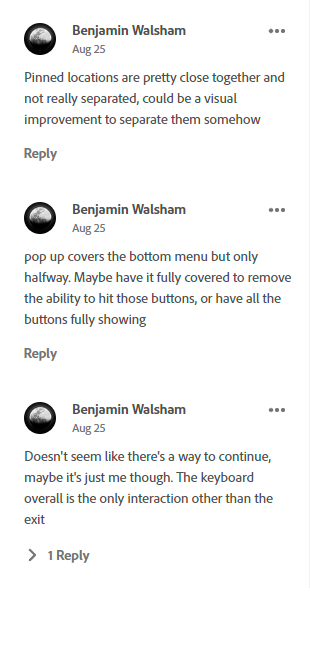 Benjamin Walsham
Aug 25
Pinned locations are pretty close together and
not really separated, could be a visual
improvement to separate them somehow
Reply
Benjamin Walsham
Aug 25
pop up covers the bottom menu but only
halfway. Maybe have it fully covered to remove
the ability to hit those buttons, or have all the
buttons fully showing
Reply
Benjamin Walsham
Aug 25
Doesn't seem like there's a way to continue,
maybe it's just me though. The keyboard
overall is the only interaction other than the
exit
1 Reply